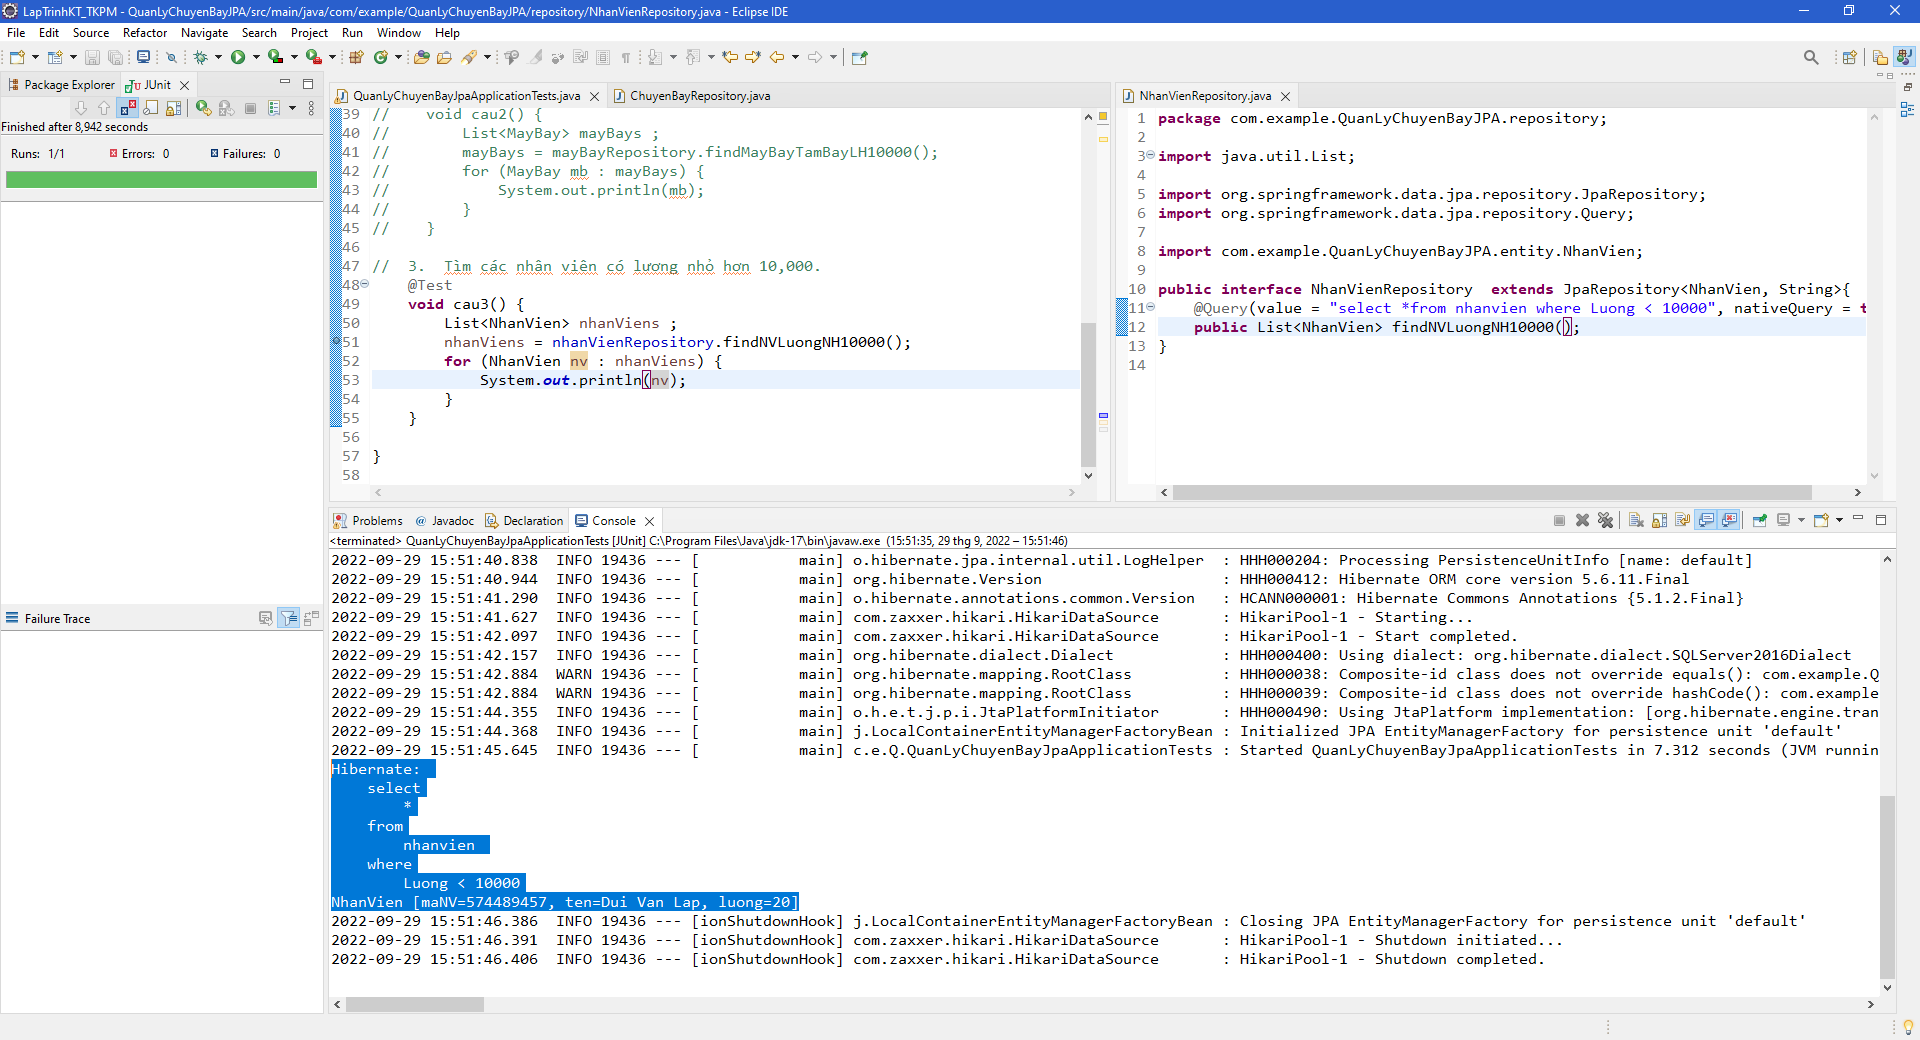 LapTrinhKT_TKPM - QuanLyChuyenBayJPA/src/main/java/com/example/QuanLyChuyenBayJPA/repository/NhanVienRepository.java - Eclipse IDE
File Edit Source Refactor Navigate Search Project Run Window Help
Package Explorer JUnit
Finished after 8,942 seconds
Runs: 1/1 Errors: 0 Failures: 0
Failure Trace
QuanLyChuyenBayJpaApplicationTests.java ChuyenBayRepository.java
39 // void cau2() {
40 // List<MayBay> mayBays ;
41 // mayBays = mayBayRepository.findMayBayTamBayLH10000();
42 // for (MayBay mb : mayBays) {
43 // System.out.println(mb);
44 // }
45 // }
46
47 // 3. Tìm các nhân viên có lương nhỏ hơn 10,000.
48 @Test
49 void cau3() {
50 List<NhanVien> nhanViens ;
51 nhanViens = nhanVienRepository.findNVLuongNH10000();
52 for (NhanVien nv : nhanViens) {
53 System.out.println(nv);
54 }
55 }
56
57 }
58
NhanVienRepository.java
1 package com.example.QuanLyChuyenBayJPA.repository;
2
3 import java.util.List;
4
5 import org.springframework.data.jpa.repository.JpaRepository;
6 import org.springframework.data.jpa.repository.Query;
7
8 import com.example.QuanLyChuyenBayJPA.entity.NhanVien;
9
10 public interface NhanVienRepository extends JpaRepository<NhanVien, String>{
11 @Query(value = "select *from nhanvien where Luong < 10000", nativeQuery = t
12 public List<NhanVien> findNVLuongNH10000();
13 }
14
Problems Javadoc Declaration Console
<terminated> QuanLyChuyenBayJpaApplicationTests [JUnit] C:\Program Files\Java\jdk-17\bin\javaw.exe (15:51:35, 29 thg 9, 2022 – 15:51:46)
2022-09-29 15:51:40.838 INFO 19436 --- [ main] o.hibernate.jpa.internal.util.LogHelper : HHH000204: Processing PersistenceUnitInfo [name: default]
2022-09-29 15:51:40.944 INFO 19436 --- [ main] org.hibernate.Version : HHH000412: Hibernate ORM core version 5.6.11.Final
2022-09-29 15:51:41.290 INFO 19436 --- [ main] o.hibernate.annotations.common.Version : HCANN000001: Hibernate Commons Annotations {5.1.2.Final}
2022-09-29 15:51:41.627 INFO 19436 --- [ main] com.zaxxer.hikari.HikariDataSource : HikariPool-1 - Starting...
2022-09-29 15:51:42.097 INFO 19436 --- [ main] com.zaxxer.hikari.HikariDataSource : HikariPool-1 - Start completed.
2022-09-29 15:51:42.157 INFO 19436 --- [ main] org.hibernate.dialect.Dialect : HHH000400: Using dialect: org.hibernate.dialect.SQLServer2016Dialect
2022-09-29 15:51:42.884 WARN 19436 --- [ main] org.hibernate.mapping.RootClass : HHH000038: Composite-id class does not override equals(): com.example.Q
2022-09-29 15:51:42.884 WARN 19436 --- [ main] org.hibernate.mapping.RootClass : HHH000039: Composite-id class does not override hashCode(): com.example
2022-09-29 15:51:44.355 INFO 19436 --- [ main] o.h.e.t.j.p.i.JtaPlatformInitiator : HHH000490: Using JtaPlatform implementation: [org.hibernate.engine.tran
2022-09-29 15:51:44.368 INFO 19436 --- [ main] j.LocalContainerEntityManagerFactoryBean : Initialized JPA EntityManagerFactory for persistence unit 'default'
2022-09-29 15:51:45.645 INFO 19436 --- [ main] c.e.Q.QuanLyChuyenBayJpaApplicationTests : Started QuanLyChuyenBayJpaApplicationTests in 7.312 seconds (JVM runnin
Hibernate:
select
*
from
nhanvien
where
Luong < 10000
NhanVien [maNV=574489457, ten=Dui Van Lap, luong=20]
2022-09-29 15:51:46.386 INFO 19436 --- [ionShutdownHook] j.LocalContainerEntityManagerFactoryBean : Closing JPA EntityManagerFactory for persistence unit 'default'
2022-09-29 15:51:46.391 INFO 19436 --- [ionShutdownHook] com.zaxxer.hikari.HikariDataSource : HikariPool-1 - Shutdown initiated...
2022-09-29 15:51:46.406 INFO 19436 --- [ionShutdownHook] com.zaxxer.hikari.HikariDataSource : HikariPool-1 - Shutdown completed.